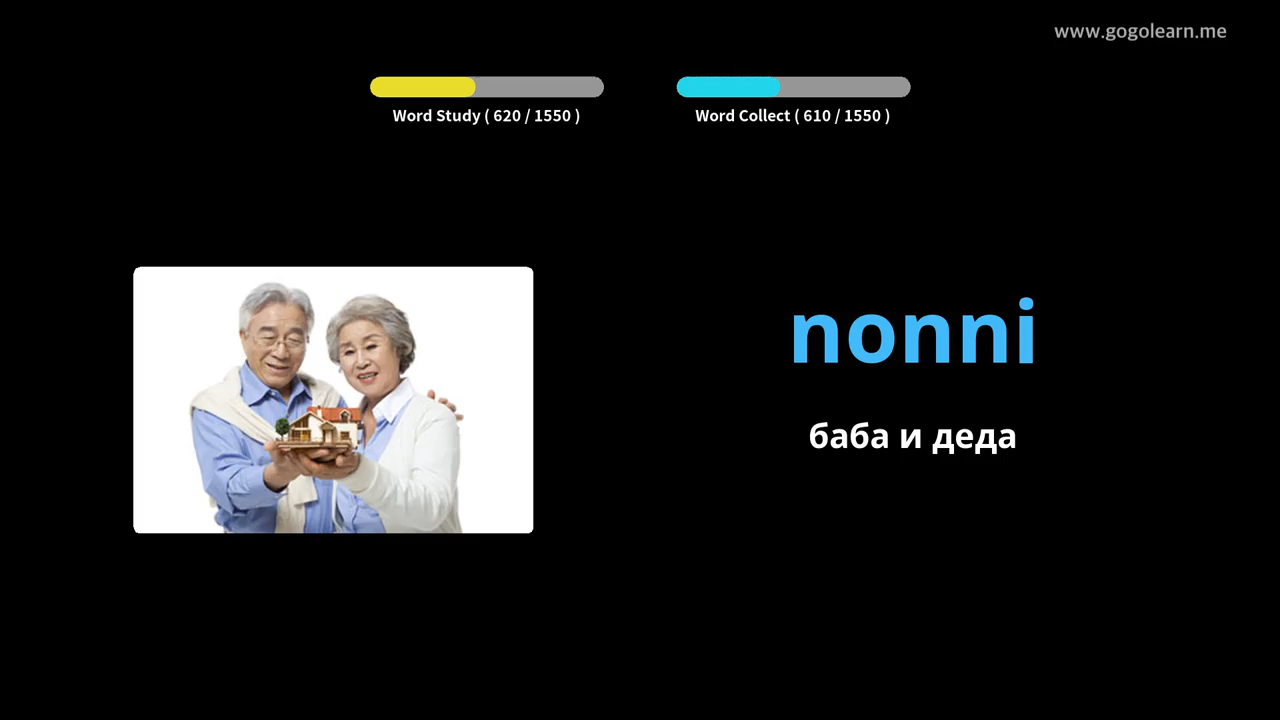 www.gogolearn.me
Word Study ( 620 / 1550 )
Word Collect ( 610 / 1550 )
nonni
баба и деда